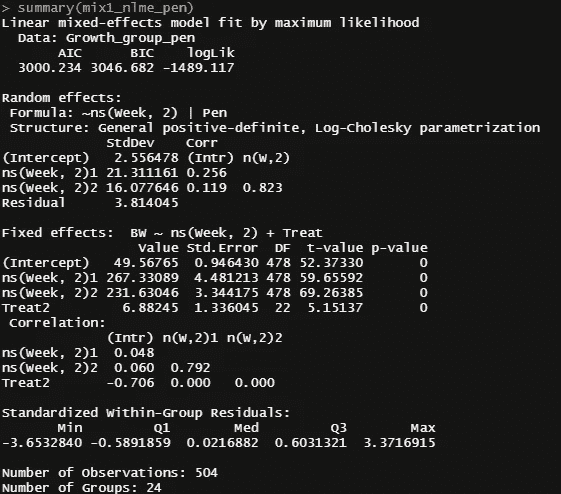 > summary(mix1_nlme_pen)
Linear mixed-effects model fit by maximum likelihood
  Data: Growth_group_pen
       AIC      BIC    logLik
  3000.234 3046.682 -1489.117

Random effects:
 Formula: ~ns(Week, 2) | Pen
 Structure: General positive-definite, Log-Cholesky parametrization
              StdDev    Corr
(Intercept)    2.556478 (Intr) n(W,2)
ns(Week, 2)1 21.311161 0.256
ns(Week, 2)2 16.077646 0.119  0.823
Residual       3.814045

Fixed effects:  BW ~ ns(Week, 2) + Treat
                 Value Std.Error  DF  t-value p-value
(Intercept)   49.56765  0.946430 478 52.37330       0
ns(Week, 2)1 267.33089  4.481213 478 59.65592       0
ns(Week, 2)2 231.63046  3.344175 478 69.26385       0
Treat2         6.88245  1.336045  22  5.15137       0
 Correlation:
             (Intr) n(W,2)1 n(W,2)2
ns(Week, 2)1  0.048
ns(Week, 2)2  0.060  0.792
Treat2       -0.706  0.000   0.000

Standardized Within-Group Residuals:
       Min         Q1        Med         Q3        Max
-3.6532840 -0.5891859  0.0216882  0.6031321  3.3716915

Number of Observations: 504
Number of Groups: 24